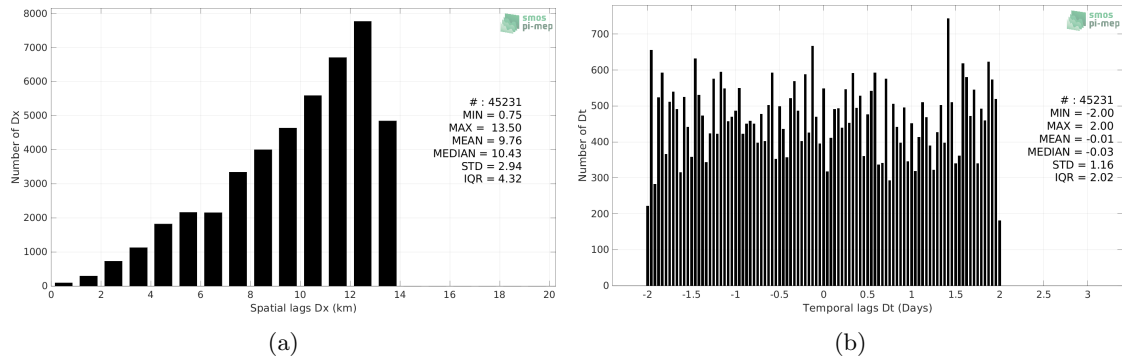 8000
7000
6000
5000
4000
3000
2000
1000
0
Number of Dx
0 2 4 6 8 10 12 14 16 18 20
Spatial lags Dx (km)
smos
pi-mep
# : 45231
MIN = 0.75
MAX = 13.50
MEAN = 9.76
MEDIAN = 10.43
STD = 2.94
IQR = 4.32
(a)
700
600
500
400
300
200
100
0
Number of Dt
-2 -1.5 -1 -0.5 0 0.5 1 1.5 2 2.5 3
Temporal lags Dt (Days)
smos
pi-mep
# : 45231
MIN = -2.00
MAX = 2.00
MEAN = -0.01
MEDIAN = -0.03
STD = 1.16
IQR = 2.02
(b)